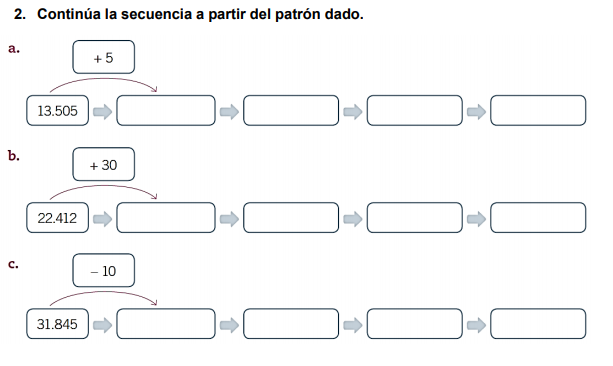 2. Continúa la secuencia a partir del patrón dado.
a.
+ 5
13.505
b.
+ 30
22.412
c.
– 10
31.845